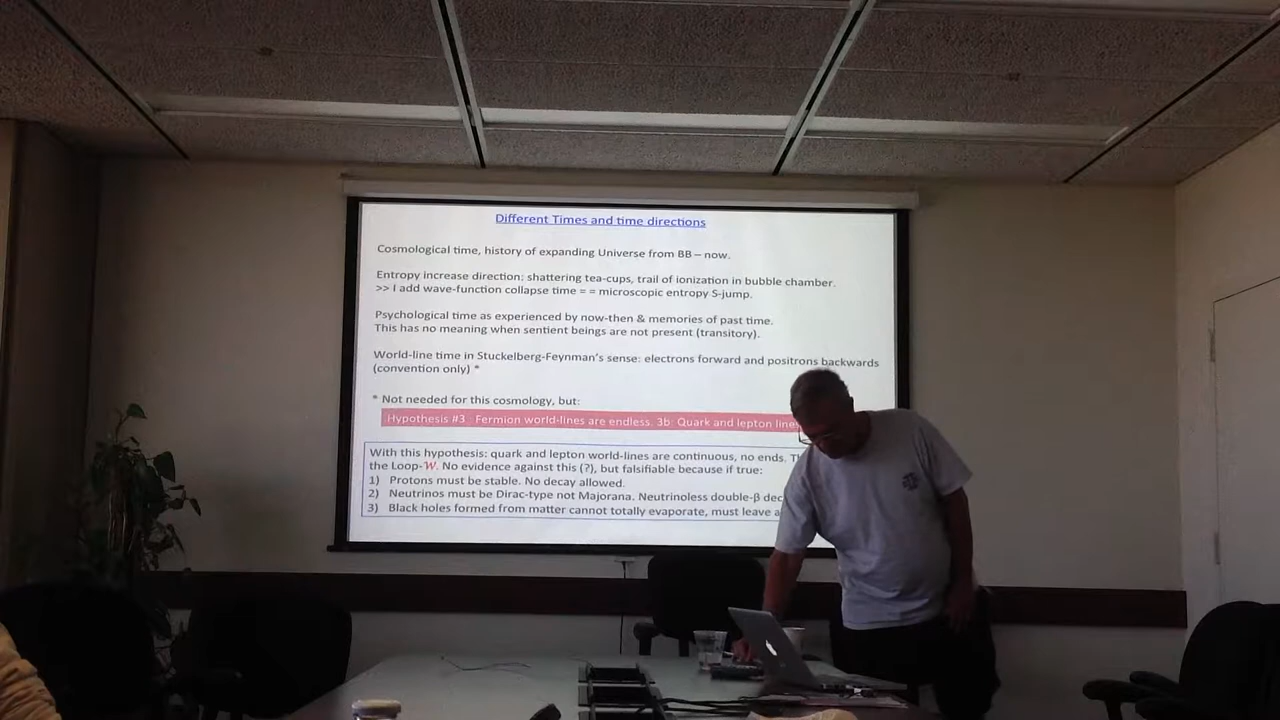 Different Times and time directions
Cosmological time, history of expanding Universe from BB – now.
Entropy increase direction: shattering tea-cups, trail of ionization in bubble chamber.
>> I add wave-function collapse time = = microscopic entropy S-jump.
Psychological time as experienced by now-then & memories of past time.
This has no meaning when sentient beings are not present (transitory).
World-line time in Stuckelberg-Feynman's sense: electrons forward and positrons backwards
(convention only) *
* Not needed for this cosmology, but:
Hypothesis #3 : Fermion world-lines are endless. 3b: Quark and lepton line
With this hypothesis: quark and lepton world-lines are continuous, no ends.
the Loop-W. No evidence against this (?), but falsifiable because if true:
1) Protons must be stable. No decay allowed.
2) Neutrinos must be Dirac-type not Majorana. Neutrinoless double-β dec
3) Black holes formed from matter cannot totally evaporate, must leave a